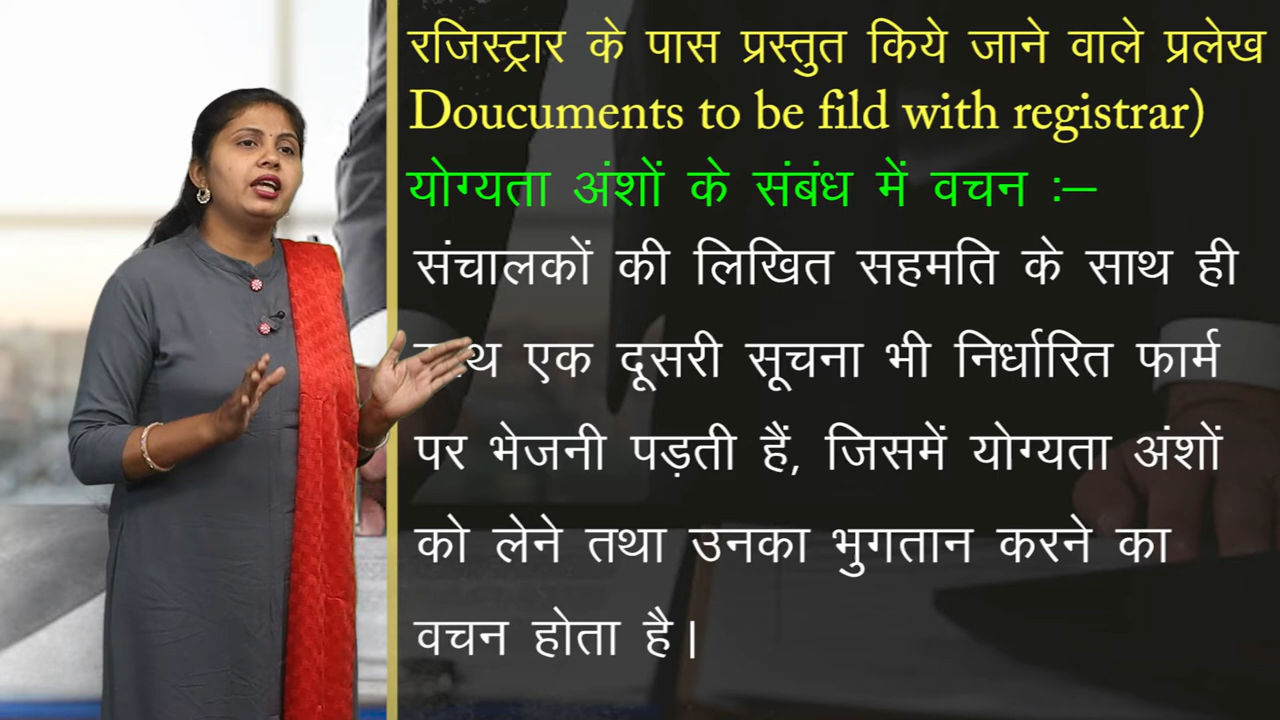 रजिस्ट्रार के पास प्रस्तुत किये जाने वाले प्रलेख
Doucuments to be fild with registrar)
योग्यता अंशों के संबंध में वचन :–
संचालकों की लिखित सहमति के साथ ही
एक दूसरी सूचना भी निर्धारित फार्म
पर भेजनी पड़ती हैं, जिसमें योग्यता अंशों
को लेने तथा उनका भुगतान करने का
वचन होता है।